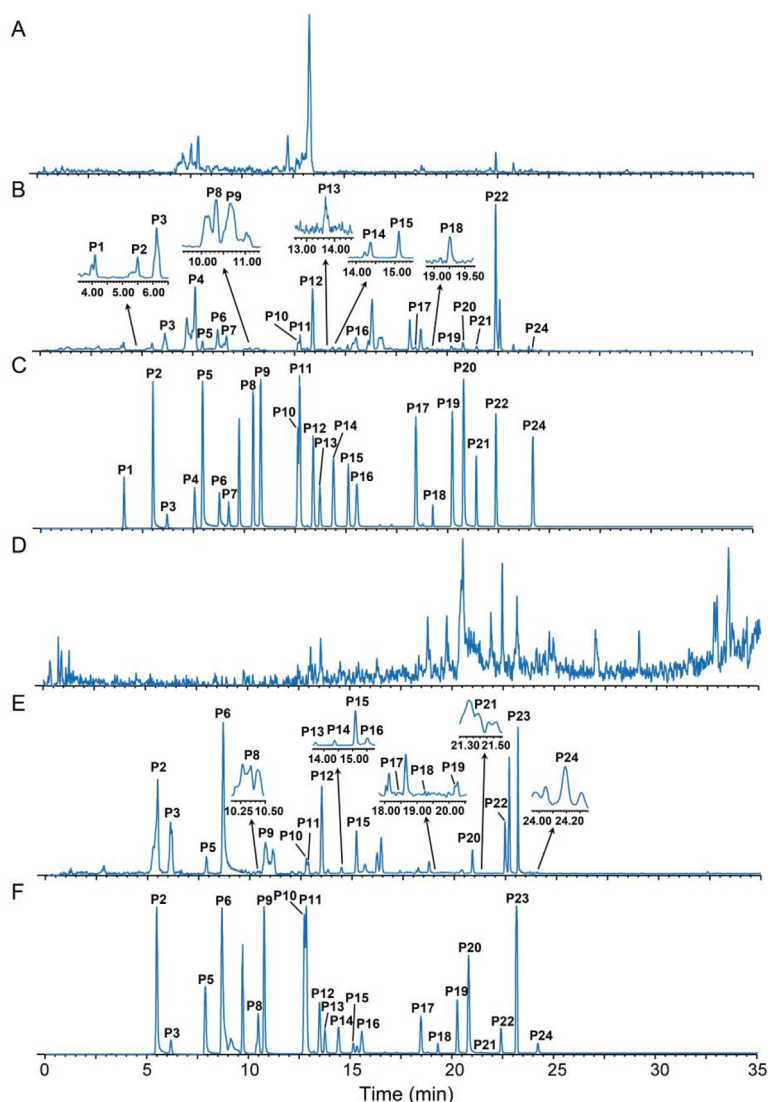 A
B
P1
P2
P3
4.00 5.00 6.00
P8
P9
10.00 11.00
P13
13.00 14.00
P14
P15
14.00 15.00
P18
19.00 19.50
P22
P3
P4
P5
P6
P7
P10
P11
P12
P16
P17
P19
P20
P21
P24
C
P1
P2
P3
P4
P5
P6
P7
P8
P9
P10
P11
P12
P13
P14
P15
P16
P17
P18
P19
P20
P21
P22
P24
D
E
P2
P3
P5
P6
P8
10.25 10.50
P9
P10
P11
P12
P13
P14
P15
P16
14.00 15.00
P15
P17
P18
P19
18.00 19.00 20.00
P20
P21
21.30 21.50
P22
P23
P24
24.00 24.20
F
P2
P3
P5
P6
P8
P9
P10
P11
P12
P13
P14
P15
P16
P17
P18
P19
P20
P21
P22
P23
P24
0 5 10 15 20 25 30 35
Time (min)